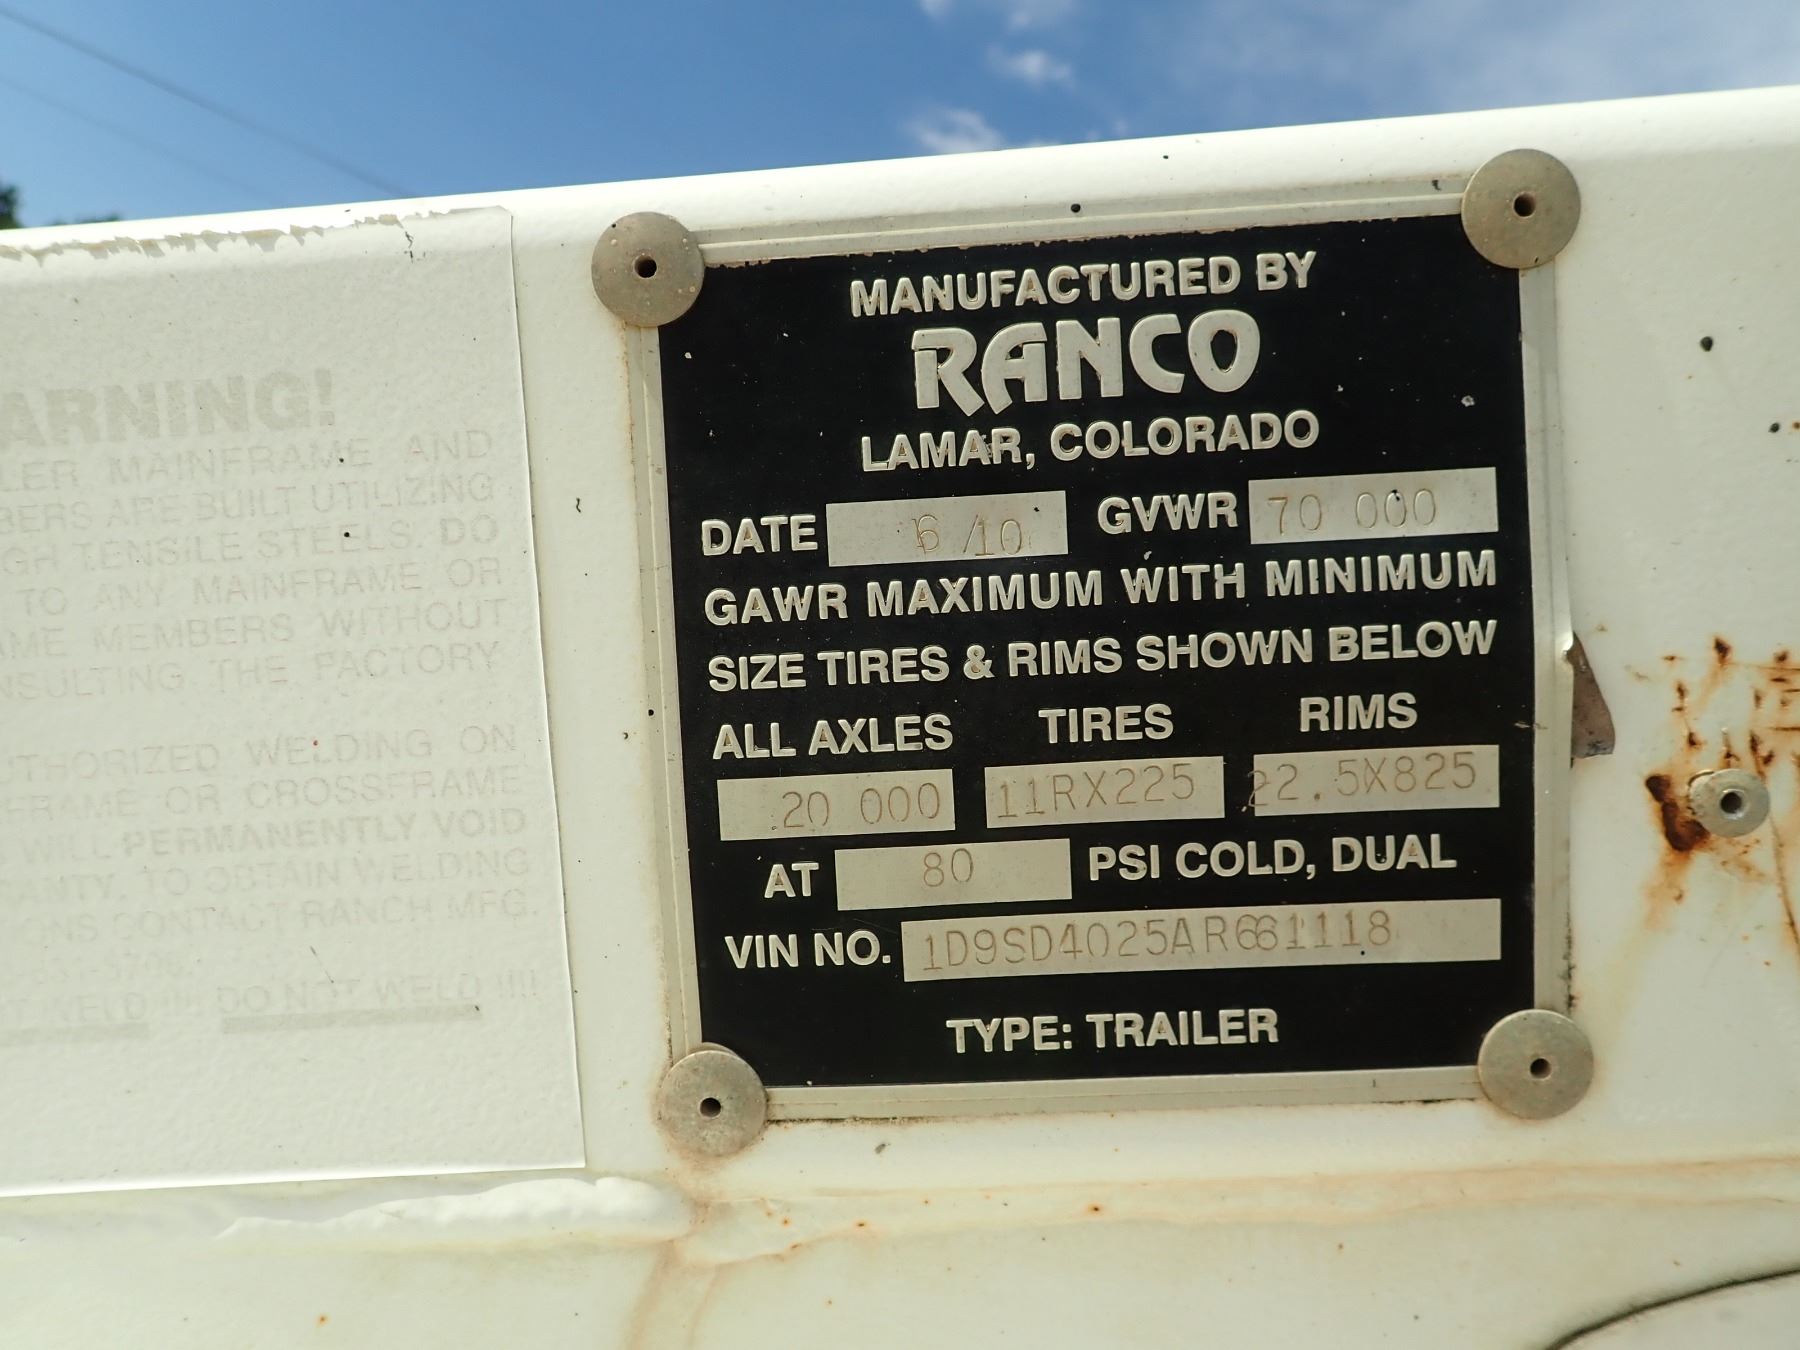 ARNING!
LER MAINFRAME AND
BERS ARE BUILT UTILIZING
GH TENSILE STEELS. DO
TO ANY MAINFRAME OR
AME MEMBERS WITHOUT
NSULTING THE FACTORY
UTHORIZED WELDING ON
FRAME OR CROSSFRAME
WILL PERMANENTLY VOID
RANTY. TO OBTAIN WELDING
IONS CONTACT RANCH MFG.
T WELD !!!! DO NOT WELD !!!!!
MANUFACTURED BY
RANCO
LAMAR, COLORADO
DATE 6/10 GVWR 70 000
GAWR MAXIMUM WITH MINIMUM
SIZE TIRES & RIMS SHOWN BELOW
ALL AXLES TIRES RIMS
20 000 11RX225 22.5X825
AT 80 PSI COLD, DUAL
VIN NO. 1D9SD4025AR661118
TYPE: TRAILER